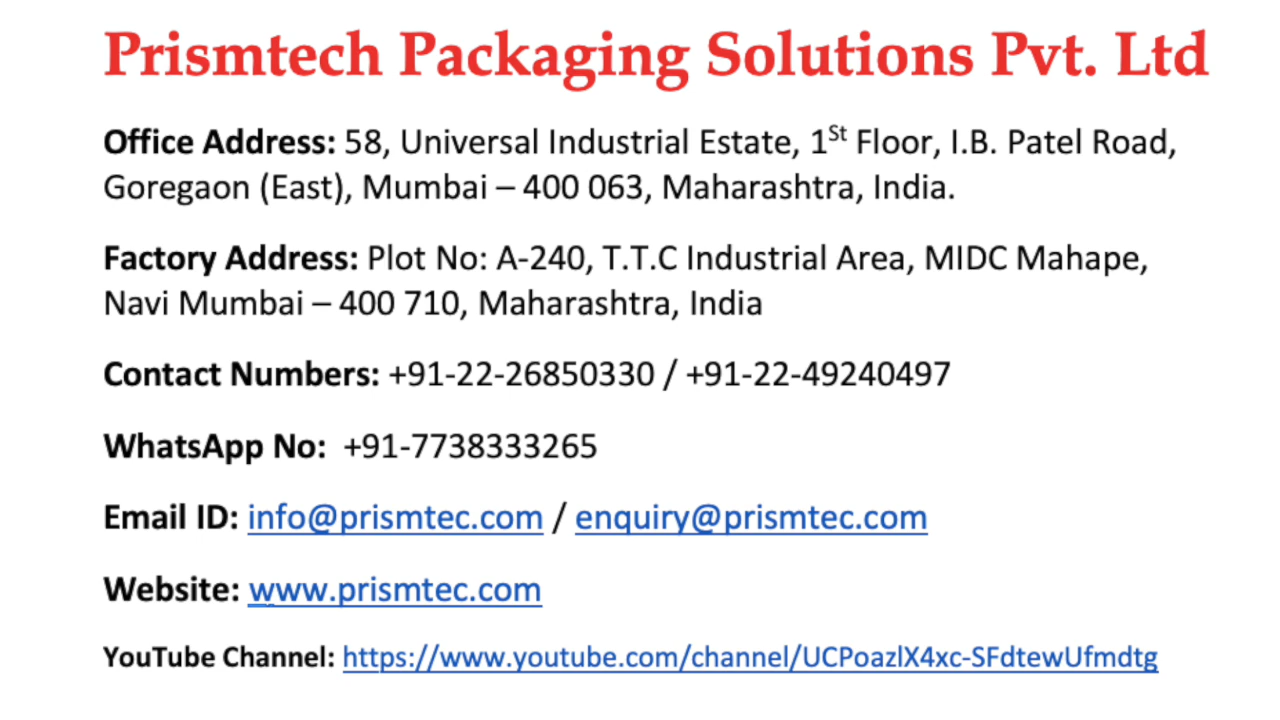 Prismtech Packaging Solutions Pvt. Ltd
Office Address: 58, Universal Industrial Estate, 1St Floor, I.B. Patel Road,
Goregaon (East), Mumbai – 400 063, Maharashtra, India.
Factory Address: Plot No: A-240, T.T.C Industrial Area, MIDC Mahape,
Navi Mumbai – 400 710, Maharashtra, India
Contact Numbers: +91-22-26850330 / +91-22-49240497
WhatsApp No: +91-7738333265
Email ID: info@prismtec.com / enquiry@prismtec.com
Website: www.prismtec.com
YouTube Channel: https://www.youtube.com/channel/UCPoazlX4xc-SFdtewUfmdtg